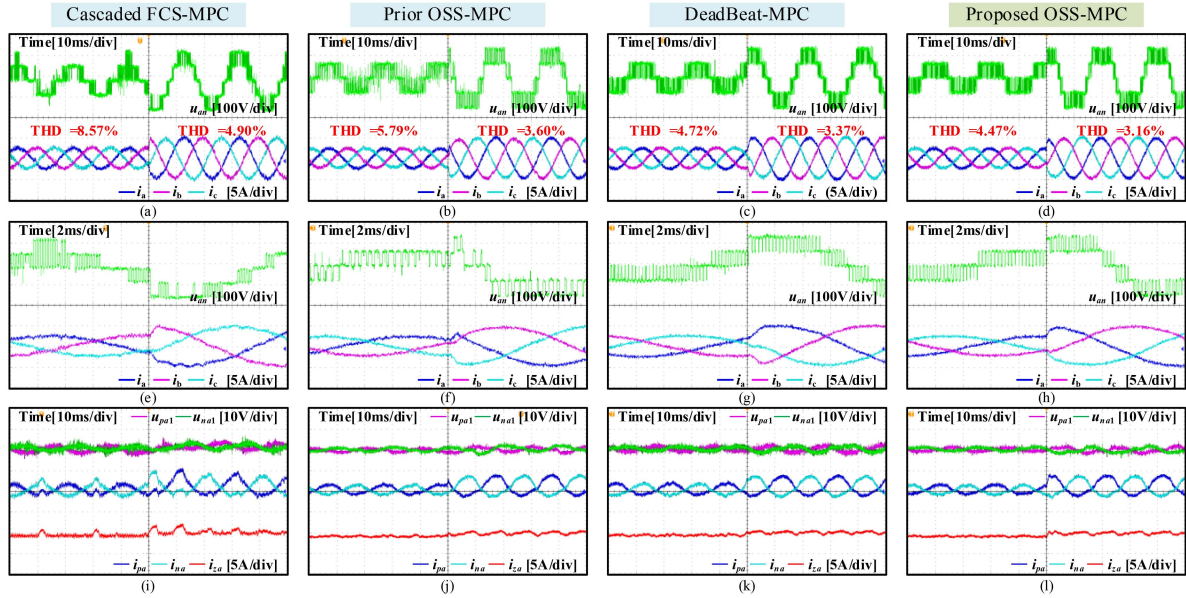 Cascaded FCS-MPC
Prior OSS-MPC
DeadBeat-MPC
Proposed OSS-MPC
Time[10ms/div]
u_an [100V/div]
THD =8.57% THD =4.90%
i_a i_b i_c [5A/div]
(a)
Time[10ms/div]
u_an [100V/div]
THD =5.79% THD =3.60%
i_a i_b i_c [5A/div]
(b)
Time[10ms/div]
u_an [100V/div]
THD =4.72% THD =3.37%
i_a i_b i_c [5A/div)
(c)
Time[10ms/div]
u_an [100V/div]
THD =4.47% THD =3.16%
i_a i_b i_c [5A/div]
(d)
Time[2ms/div]
u_an [100V/div]
i_a i_b i_c [5A/div]
(e)
Time[2ms/div]
u_an [100V/div]
i_a i_b i_c [5A/div]
(f)
Time[2ms/div]
u_an [100V/div]
i_a i_b i_c [5A/div]
(g)
Time[2ms/div]
u_an [100V/div]
i_a i_b i_c [5A/div]
(h)
Time[10ms/div] u_pa1 u_na1 [10V/div]
i_pa i_na i_za [5A/div]
(i)
Time[10ms/div] u_pa1 u_na1 [10V/div]
i_pa i_na i_za [5A/div]
(j)
Time[10ms/div] u_pa1 u_na1 [10V/div]
i_pa i_na i_za [5A/div]
(k)
Time[10ms/div] u_pa1 u_na1 [10V/div]
i_pa i_na i_za [5A/div]
(l)